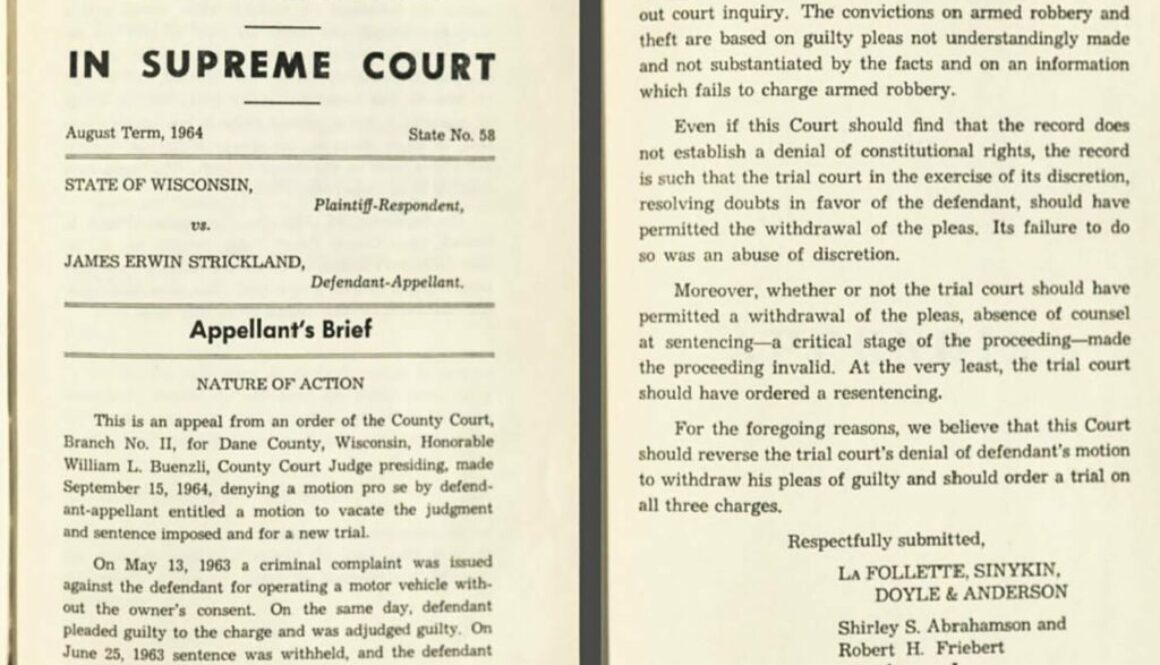 IN SUPREME COURT
August Term, 1964 State No. 58
STATE OF WISCONSIN,
Plaintiff-Respondent,
vs.
JAMES ERWIN STRICKLAND,
Defendant-Appellant.
Appellant's Brief
NATURE OF ACTION
This is an appeal from an order of the County Court,
Branch No. II, for Dane County, Wisconsin, Honorable
William L. Buenzli, County Court Judge presiding, made
September 15, 1964, denying a motion pro se by defend-
ant-appellant entitled a motion to vacate the judgment
and sentence imposed and for a new trial.
On May 13, 1963 a criminal complaint was issued
against the defendant for operating a motor vehicle with-
out the owner's consent. On the same day, defendant
pleaded guilty to the charge and was adjudged guilty. On
June 25, 1963 sentence was withheld, and the defendant
out court inquiry. The convictions on armed robbery and
theft are based on guilty pleas not understandingly made
and not substantiated by the facts and on an information
which fails to charge armed robbery.
Even if this Court should find that the record does
not establish a denial of constitutional rights, the record
is such that the trial court in the exercise of its discretion,
resolving doubts in favor of the defendant, should have
permitted the withdrawal of the pleas. Its failure to do
so was an abuse of discretion.
Moreover, whether or not the trial court should have
permitted a withdrawal of the pleas, absence of counsel
at sentencing—a critical stage of the proceeding—made
the proceeding invalid. At the very least, the trial court
should have ordered a resentencing.
For the foregoing reasons, we believe that this Court
should reverse the trial court's denial of defendant's motion
to withdraw his pleas of guilty and should order a trial on
all three charges.
Respectfully submitted,
LA FOLLETTE, SINYKIN,
DOYLE & ANDERSON
Shirley S. Abrahamson and
Robert H. Friebert